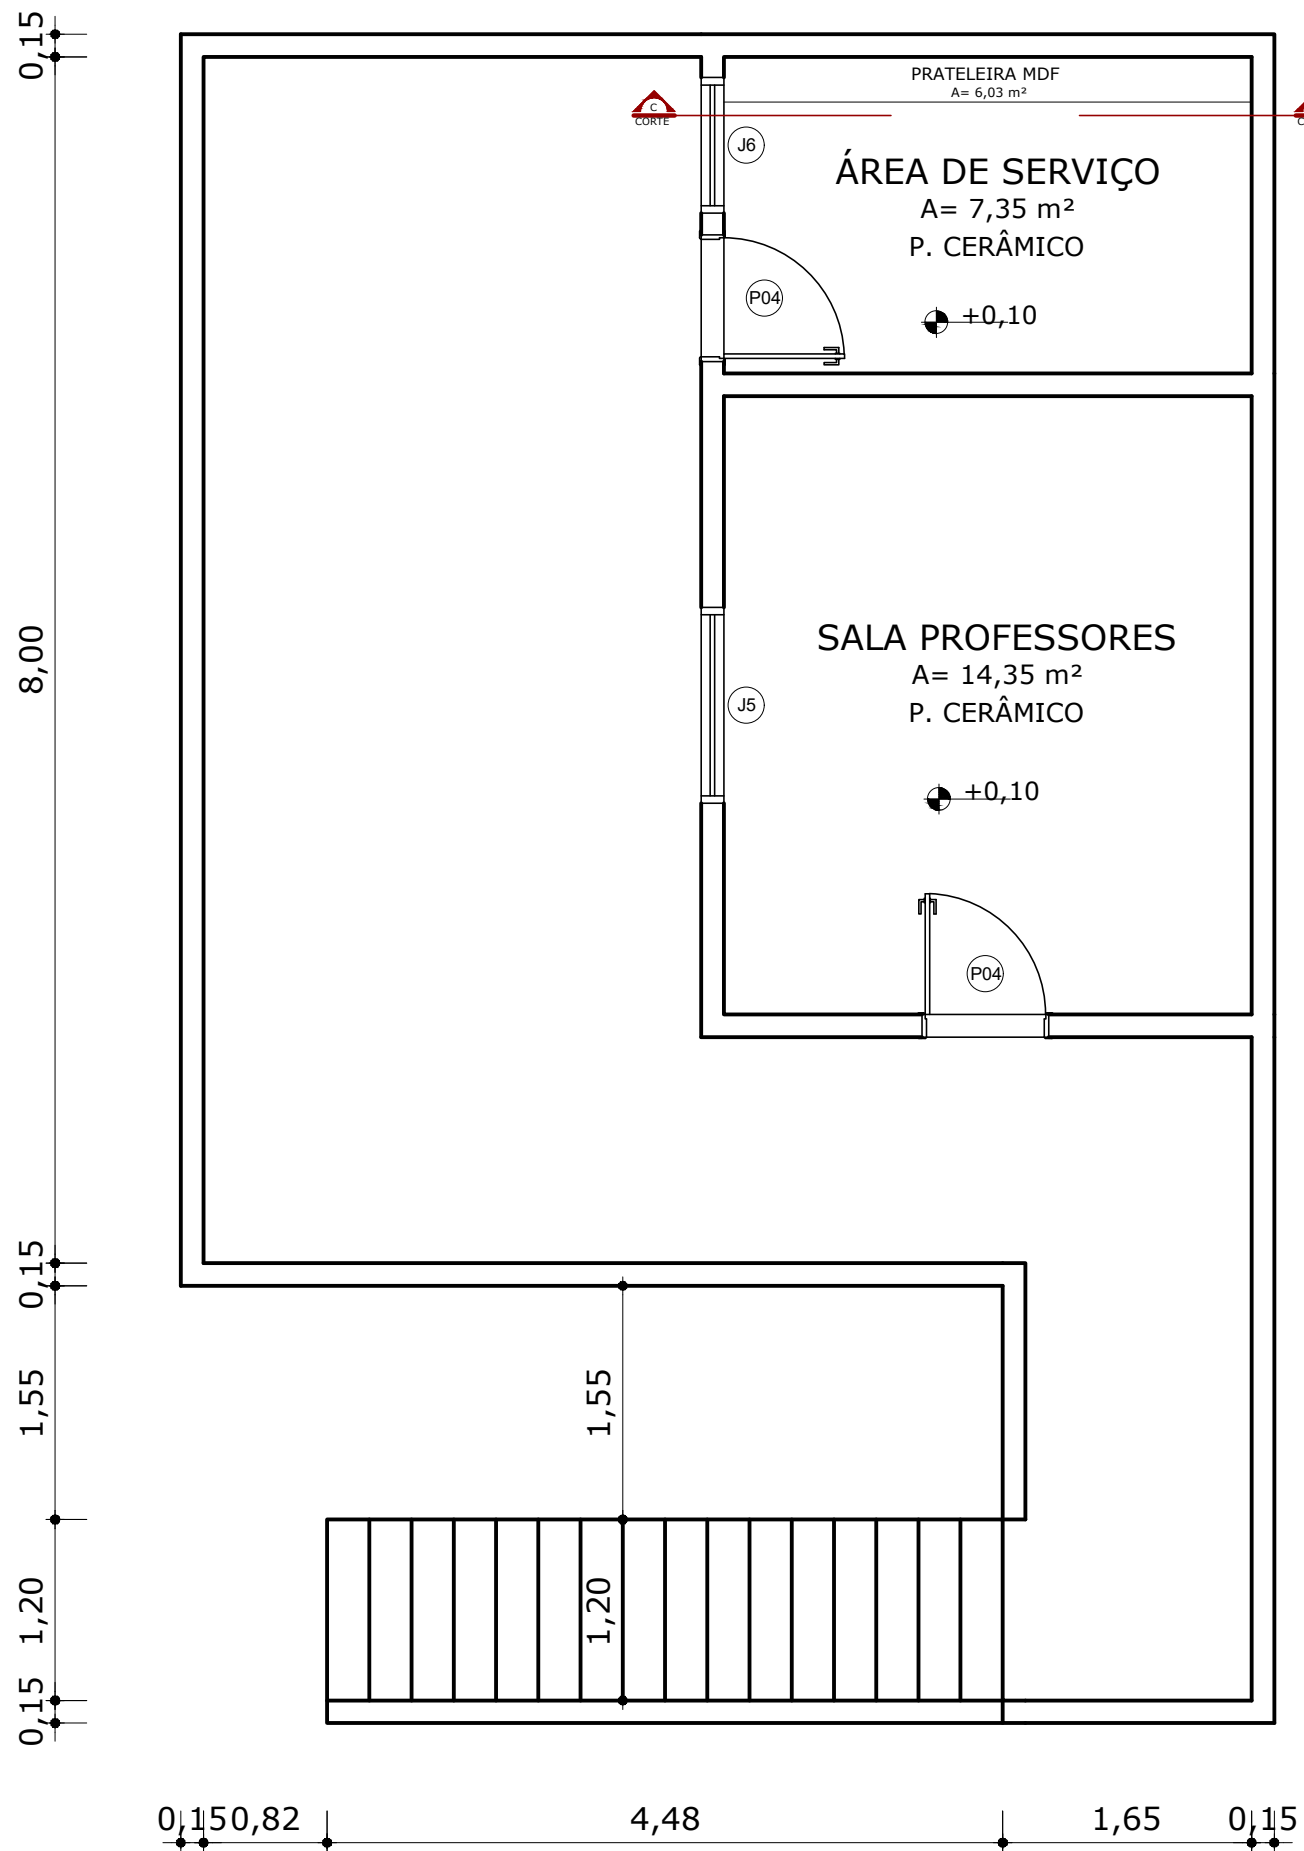 0,15
PRATELEIRA MDF
A= 6,03 m²
C
CORTE
C
J6
ÁREA DE SERVIÇO
A= 7,35 m²
P. CERÂMICO
P04
+0,10
8,00
SALA PROFESSORES
A= 14,35 m²
P. CERÂMICO
J5
+0,10
P04
0,15
1,55
1,55
1,20
1,20
0,15
0,15
0,82
4,48
1,65
0,15